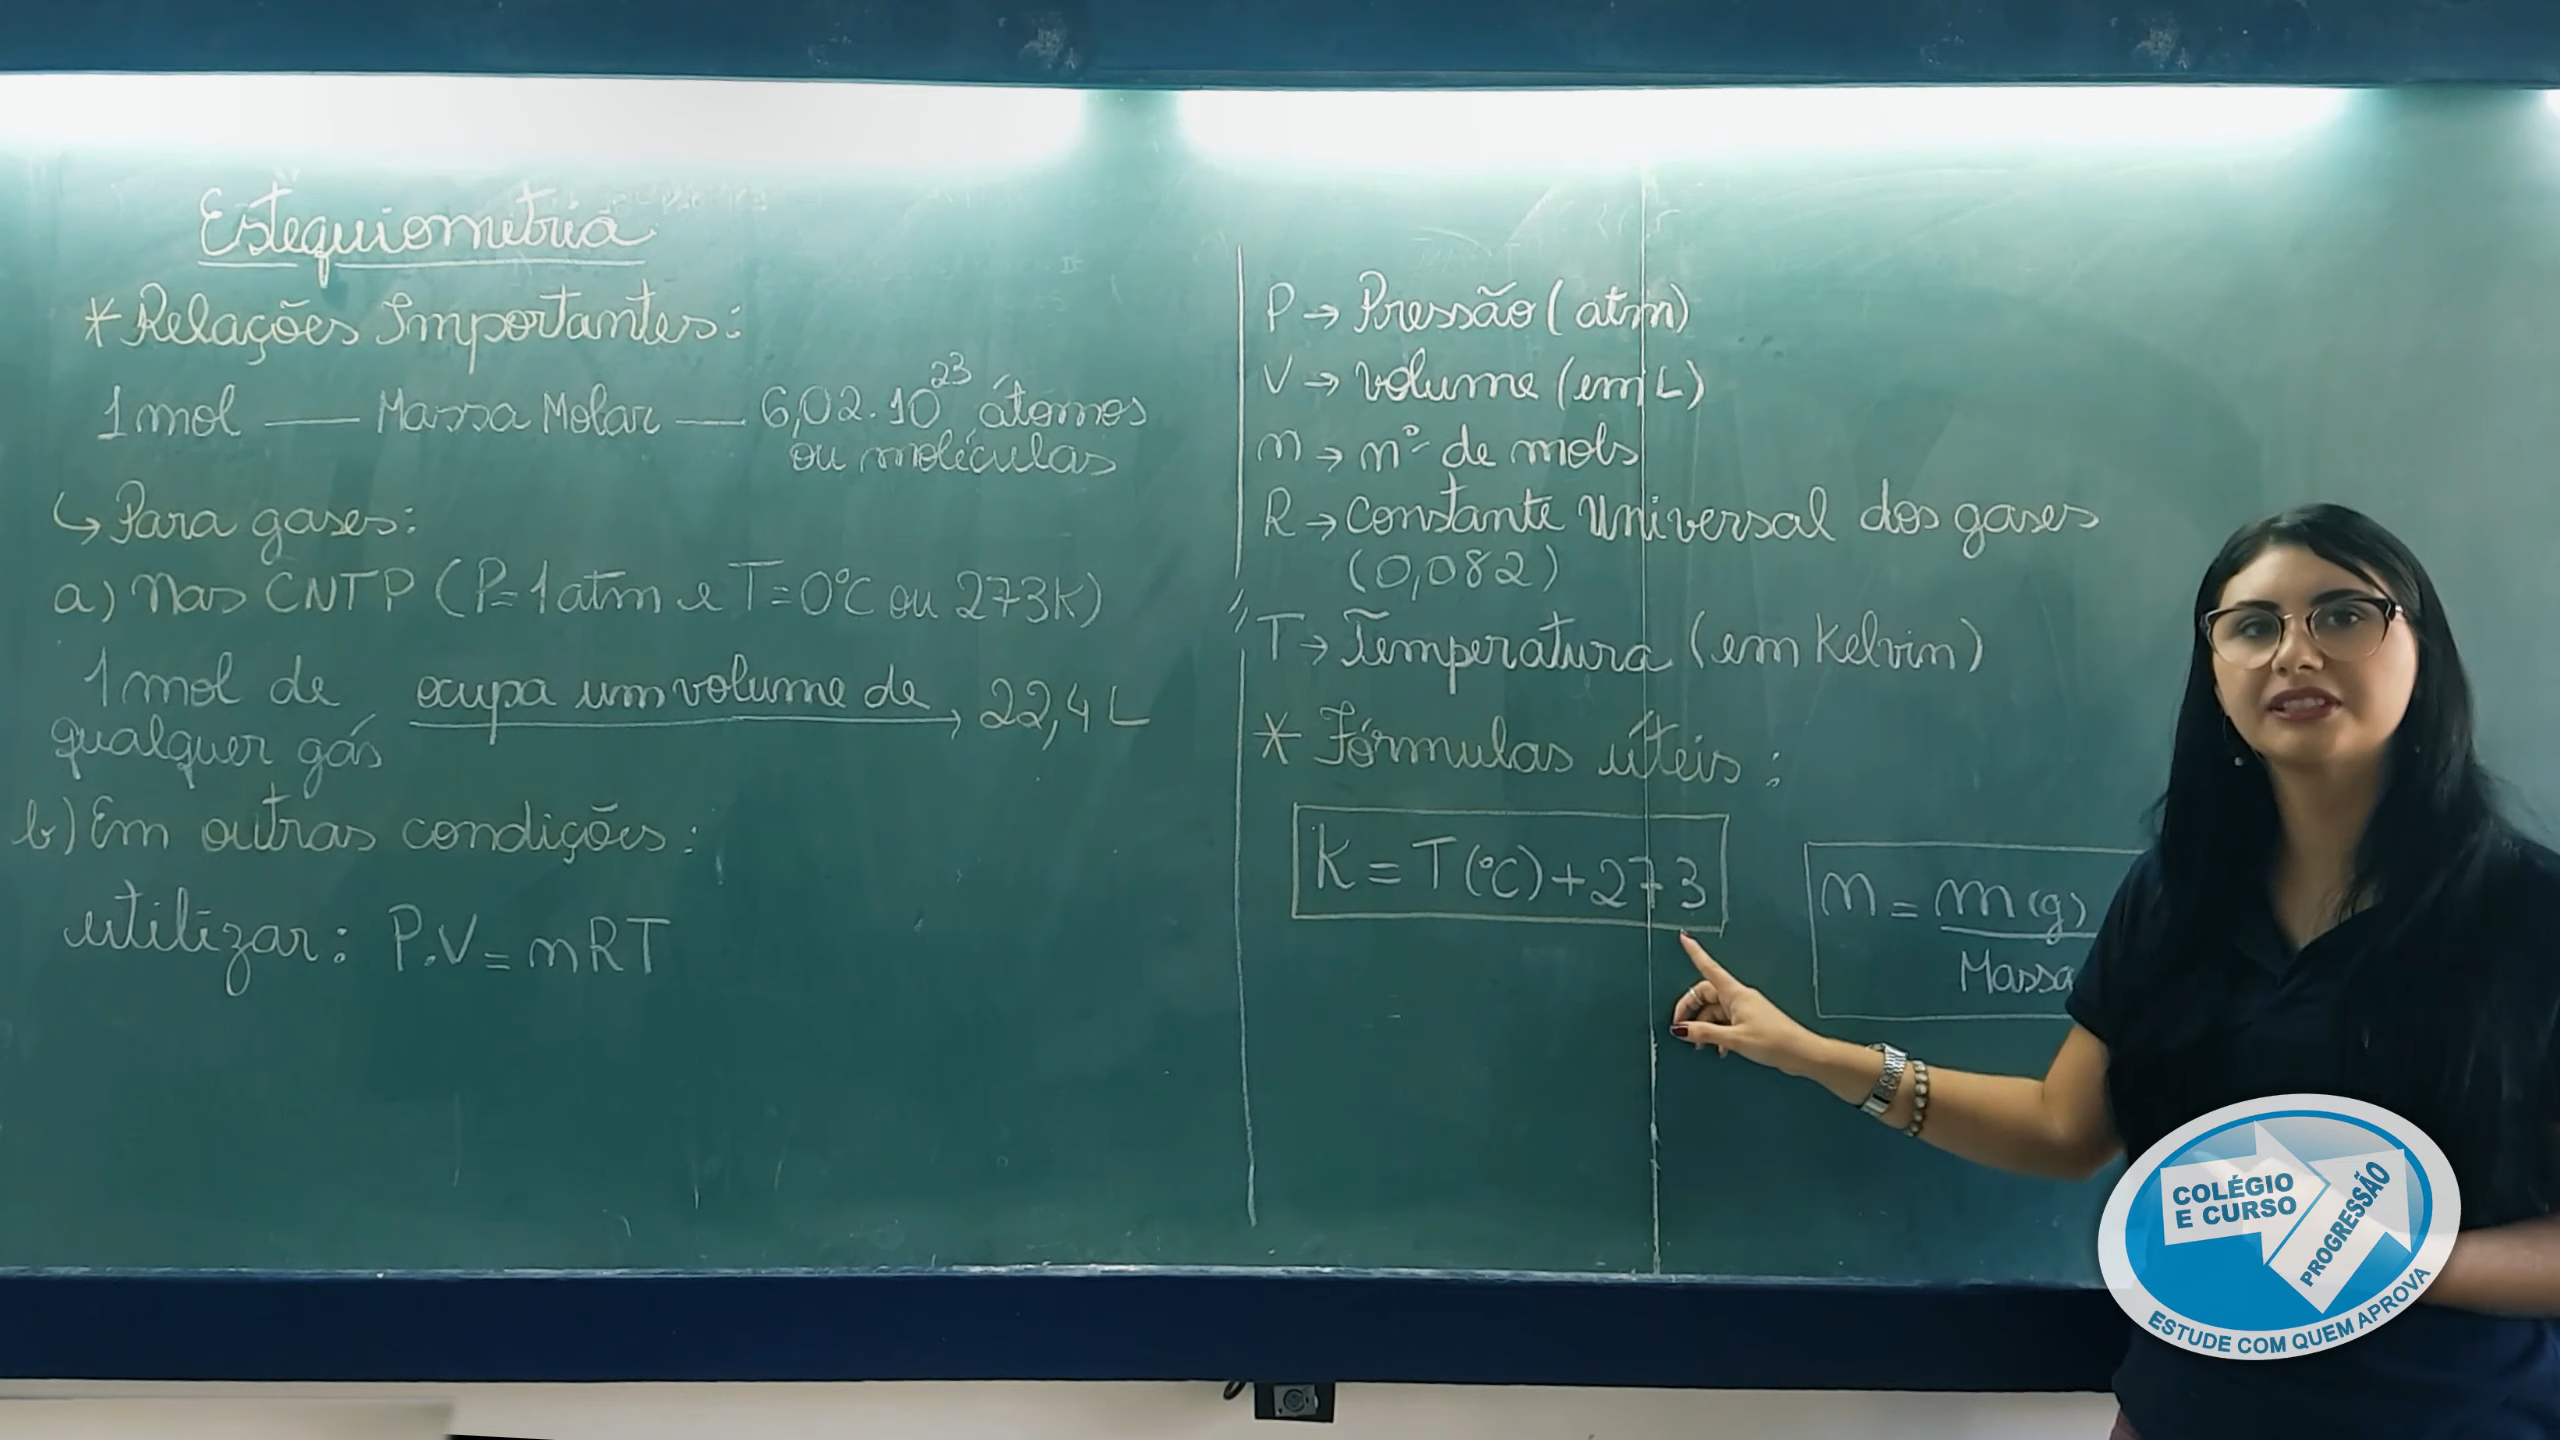 Estequiometria
* Relações Importantes:
1 mol — Massa Molar — 6,02.10²³ átomos
ou moléculas
↳ Para gases:
a) Nas CNTP (P=1atm e T=0°C ou 273K)
1 mol de qualquer gás ocupa um volume de → 22,4 L
b) Em outras condições:
utilizar: P.V = nRT
P → Pressão (atm)
V → volume (em L)
n → nº de mols
R → constante Universal dos gases
(0,082)
T → Temperatura (em Kelvin)
* Fórmulas úteis:
K = T(°C) + 273
n = m(g)
Massa
COLÉGIO
E CURSO
PROGRESSÃO
ESTUDE COM QUEM APROVA